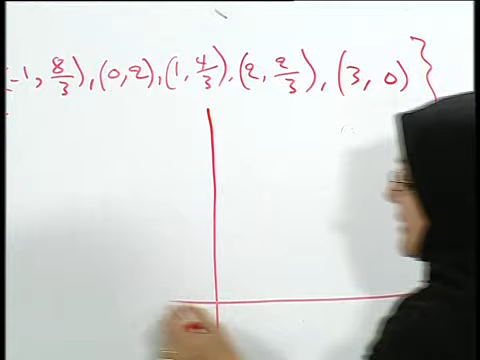 (-1, 8/3), (0,2), (1, 4/3), (2, 2/3), (3, 0)}